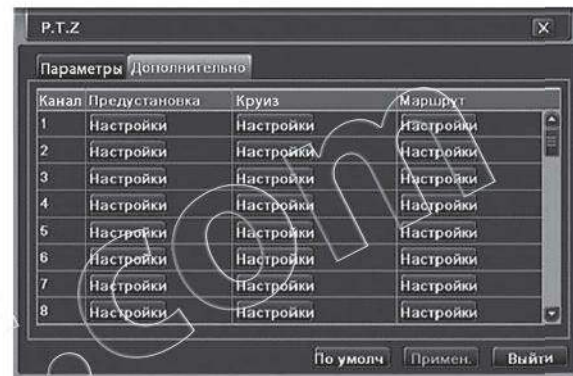 P.T.Z X
Параметры Дополнительно
Канал Предустановка Круиз Маршрут
1 Настройки Настройки Настройки
2 Настройки Настройки Настройки
3 Настройки Настройки Настройки
4 Настройки Настройки Настройки
5 Настройки Настройки Настройки
6 Настройки Настройки Настройки
7 Настройки Настройки Настройки
8 Настройки Настройки Настройки
По умолч Примен. Выйти
.com